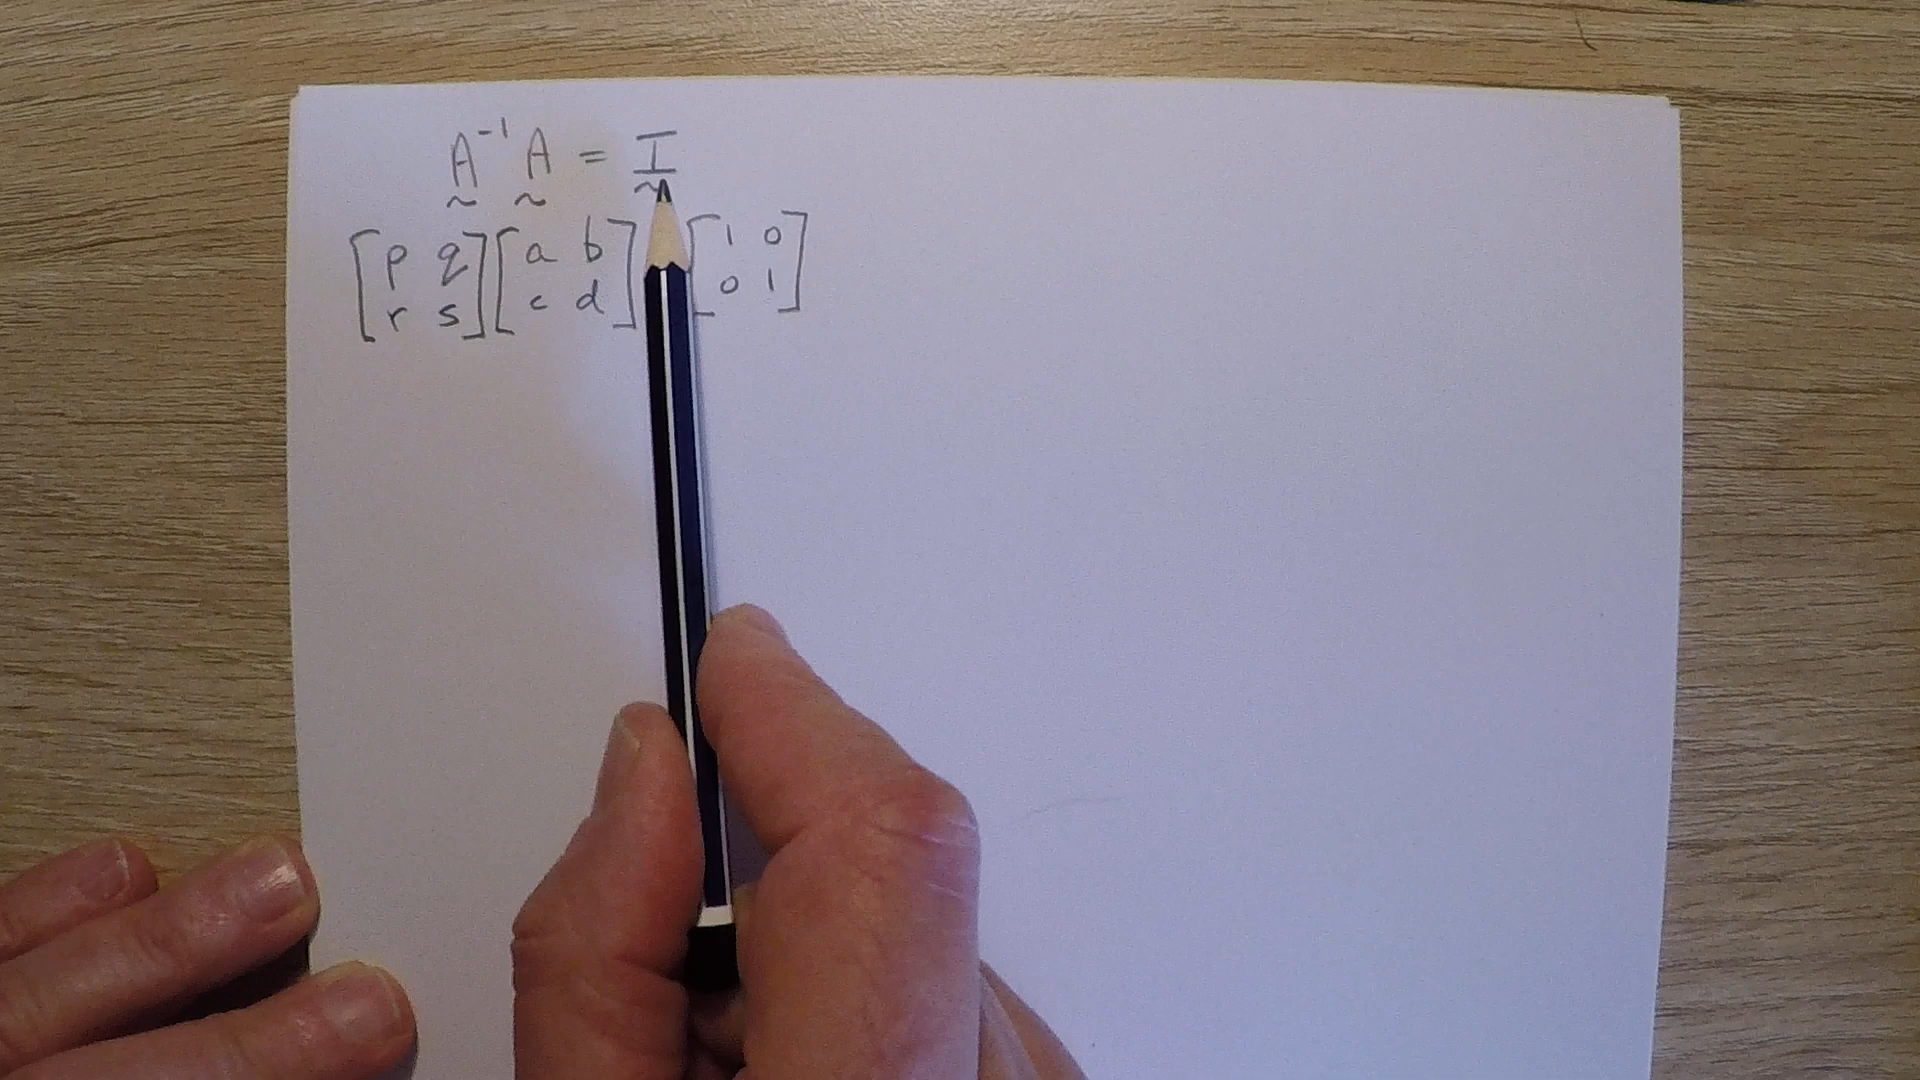 A⁻¹ A = I
[p q] [a b] [1 0]
[r s] [c d] [0 1]